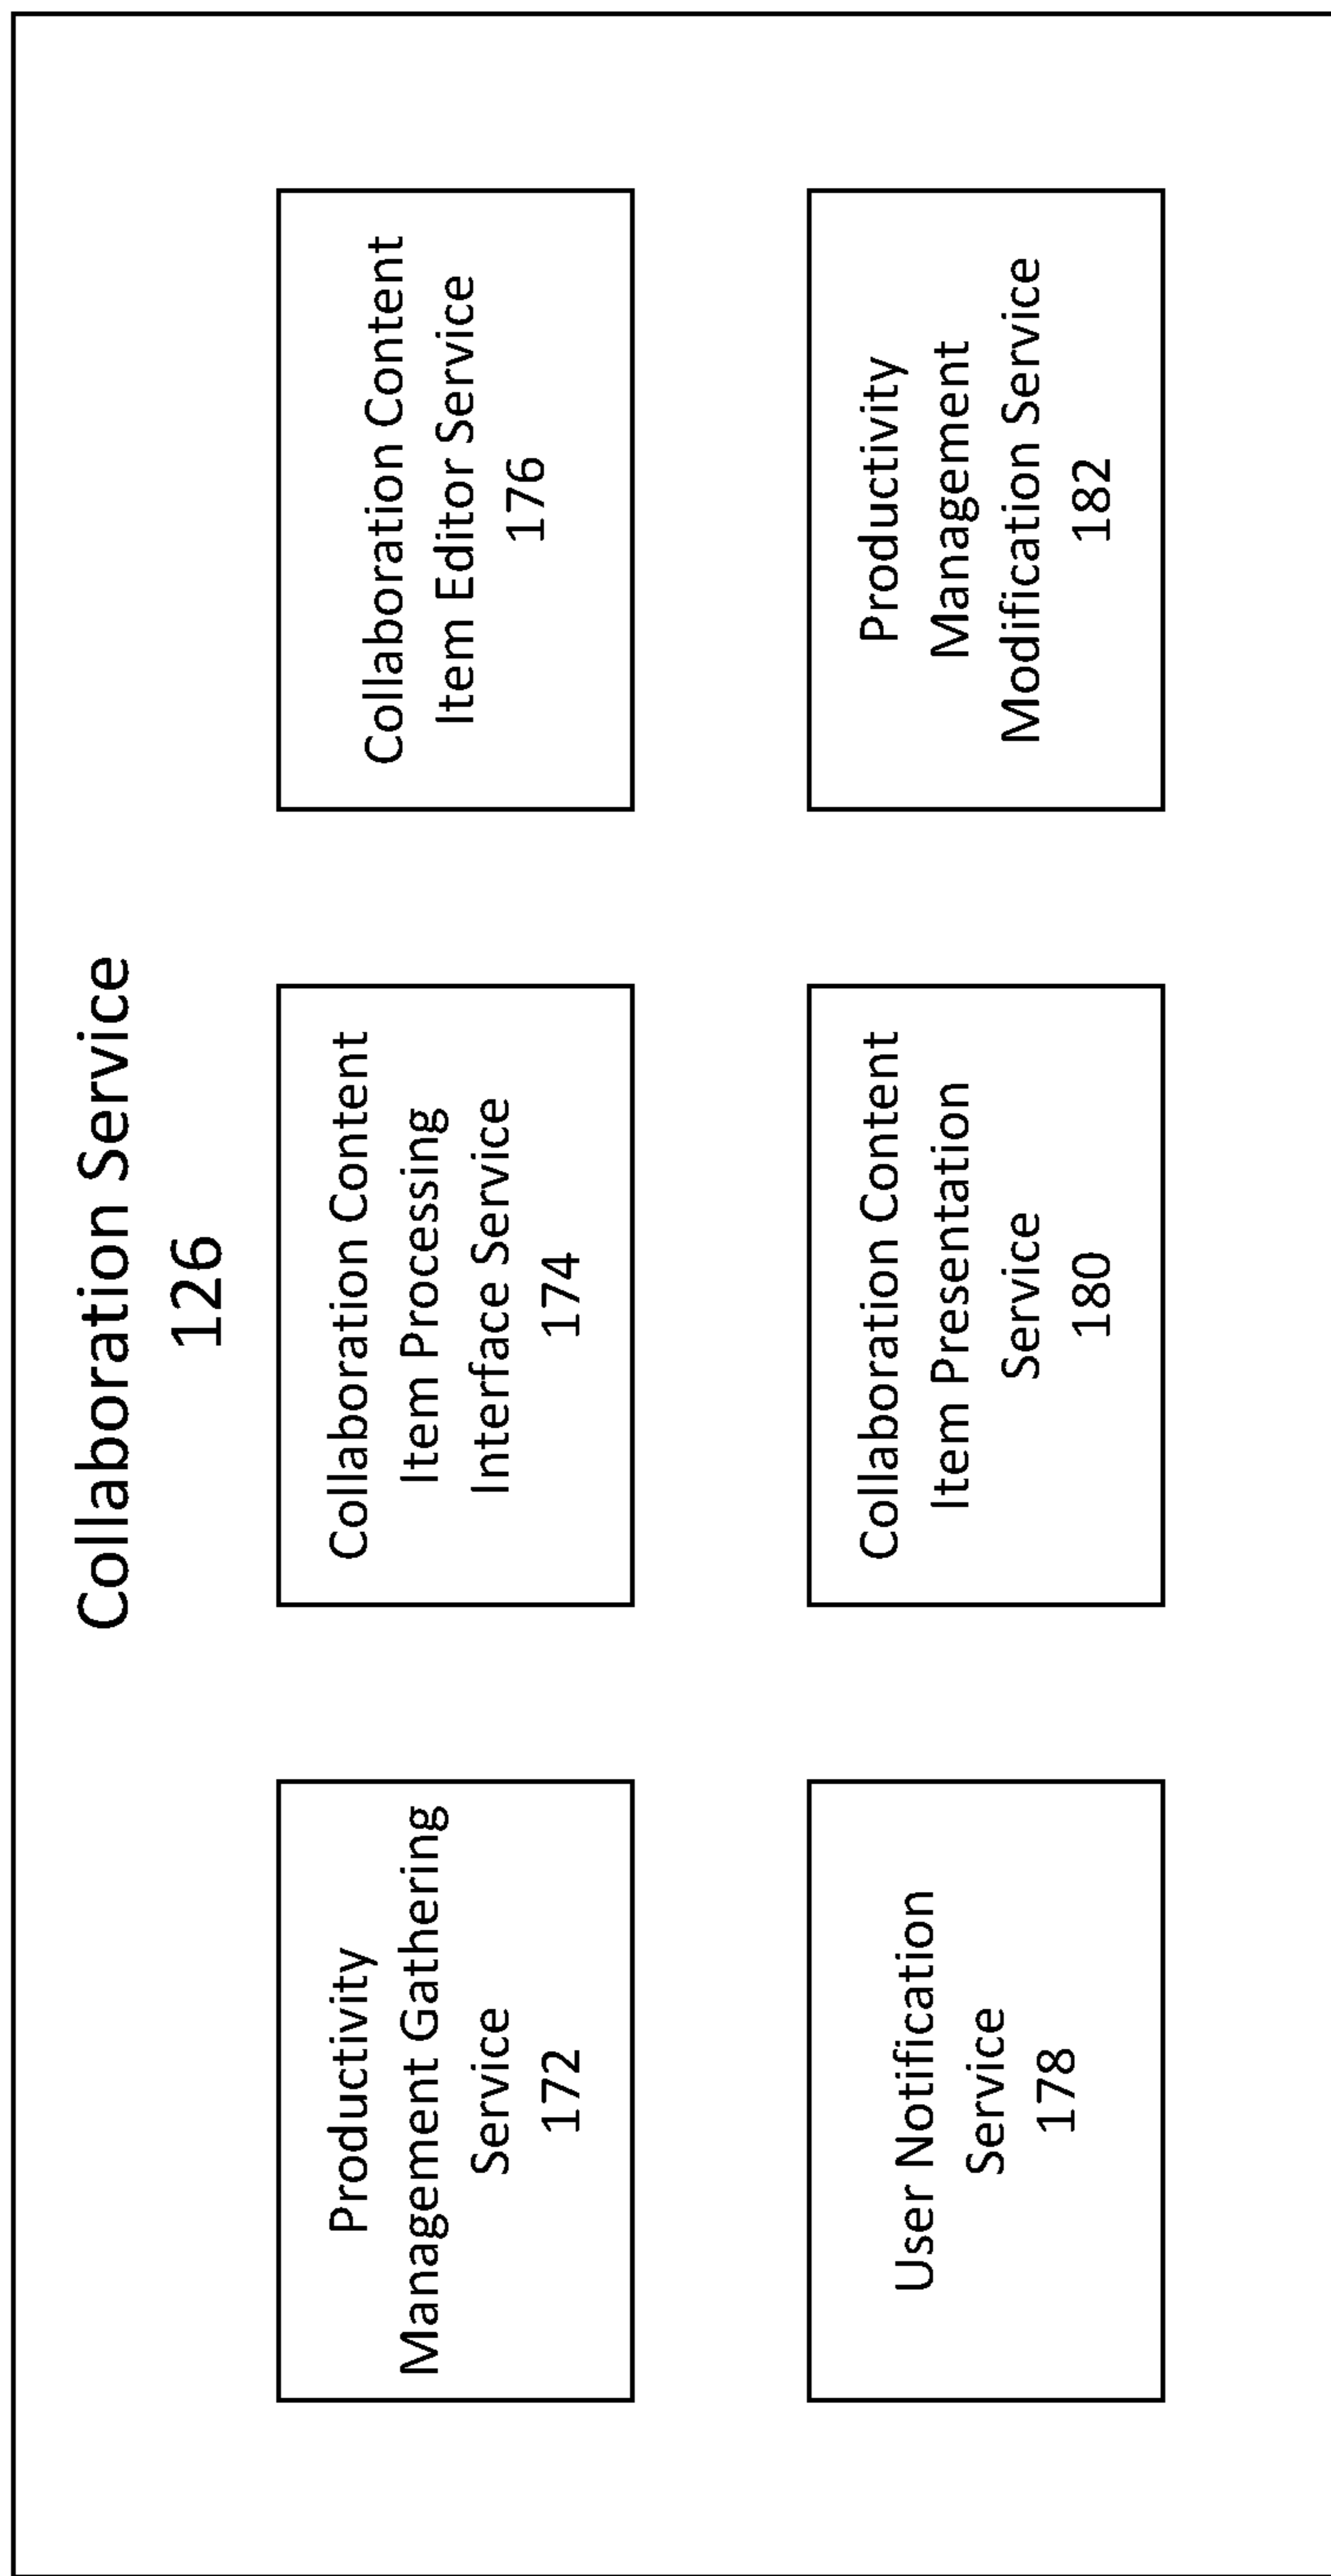 Collaboration Service
126
Productivity
Management Gathering
Service
172
Collaboration Content
Item Processing
Interface Service
174
Collaboration Content
Item Editor Service
176
User Notification
Service
178
Collaboration Content
Item Presentation
Service
180
Productivity
Management
Modification Service
182